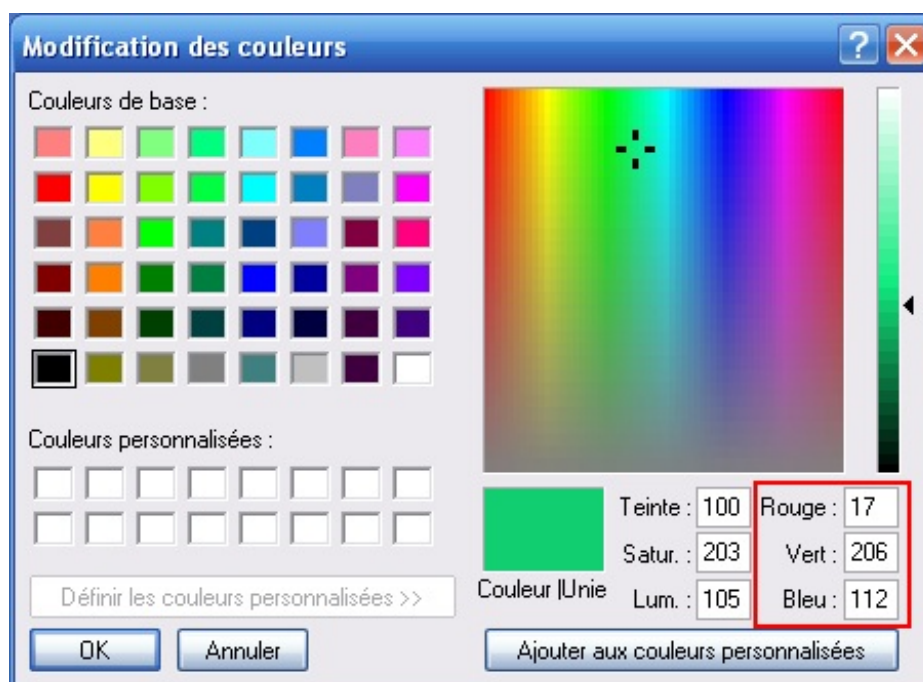 Modification des couleurs
Couleurs de base :
Couleurs personnalisées :
Définir les couleurs personnalisées >>
OK
Annuler
Couleur |Unie
Teinte : 100
Satur. : 203
Lum. : 105
Rouge : 17
Vert : 206
Bleu : 112
Ajouter aux couleurs personnalisées